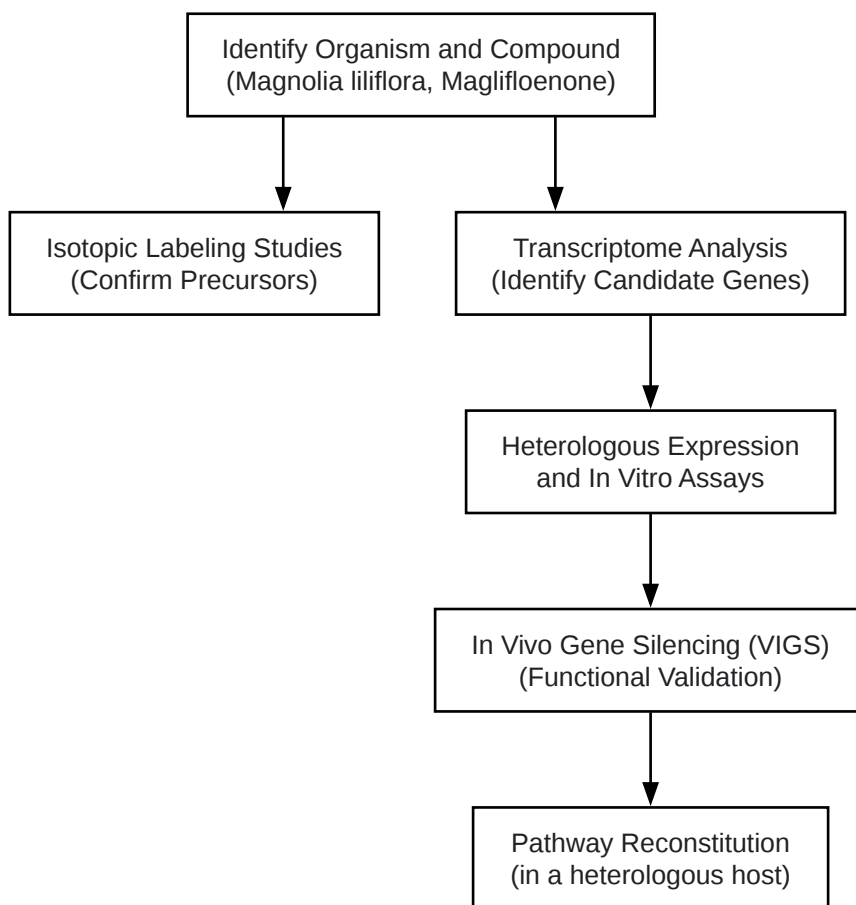 Identify Organism and Compound
(Magnolia liliflora, Maglifloenone)
Isotopic Labeling Studies
(Confirm Precursors)
Transcriptome Analysis
(Identify Candidate Genes)
Heterologous Expression
and In Vitro Assays
In Vivo Gene Silencing (VIGS)
(Functional Validation)
Pathway Reconstitution
(in a heterologous host)